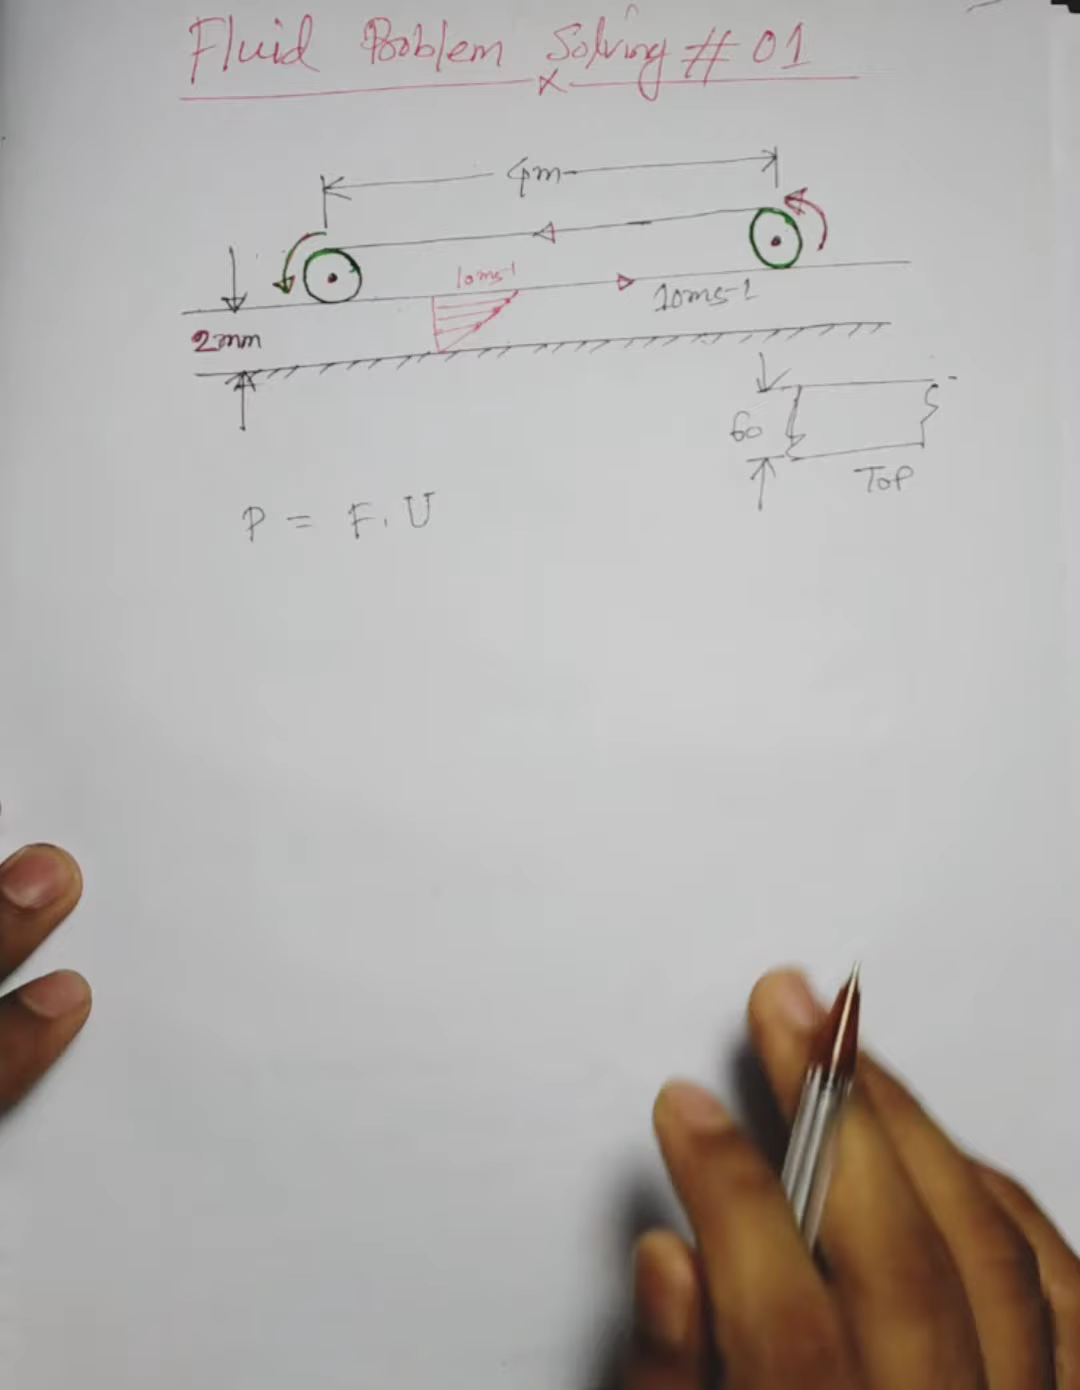 Fluid Problem Solving # 01
4m
10ms-1
10ms-1
2mm
60
Top
P = F. U